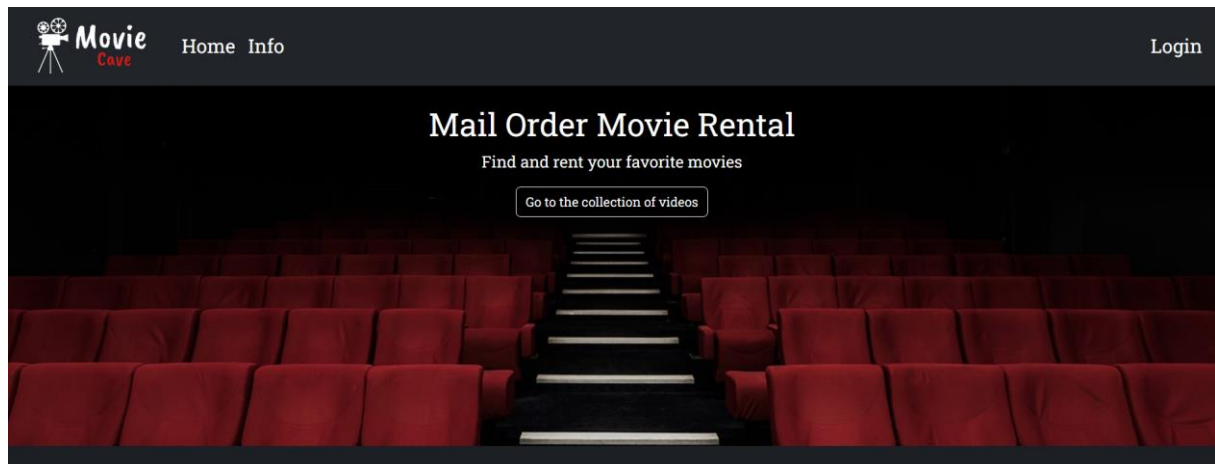 Movie
Cave
Home Info
Login
Mail Order Movie Rental
Find and rent your favorite movies
Go to the collection of videos